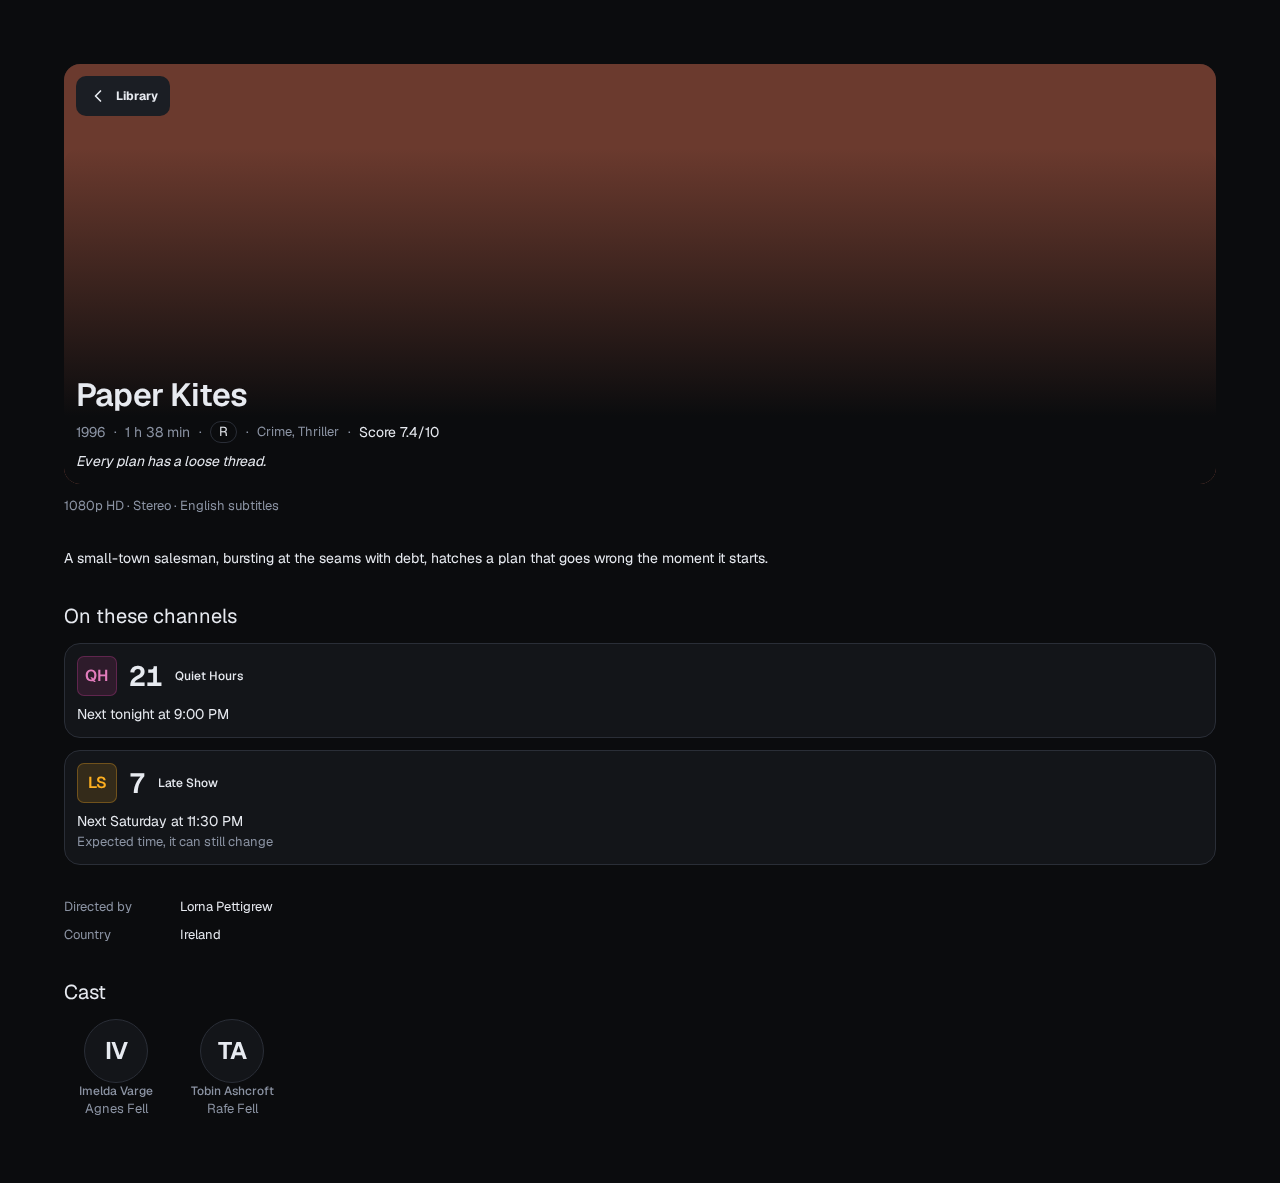 Library
Paper Kites
1996 · 1 h 38 min · R · Crime, Thriller · Score 7.4/10
Every plan has a loose thread.
1080p HD · Stereo · English subtitles
A small-town salesman, bursting at the seams with debt, hatches a plan that goes wrong the moment it starts.
On these channels
QH 21 Quiet Hours
Next tonight at 9:00 PM
LS 7 Late Show
Next Saturday at 11:30 PM
Expected time, it can still change
Directed by Lorna Pettigrew
Country Ireland
Cast
IV TA
Imelda Varge Tobin Ashcroft
Agnes Fell Rafe Fell